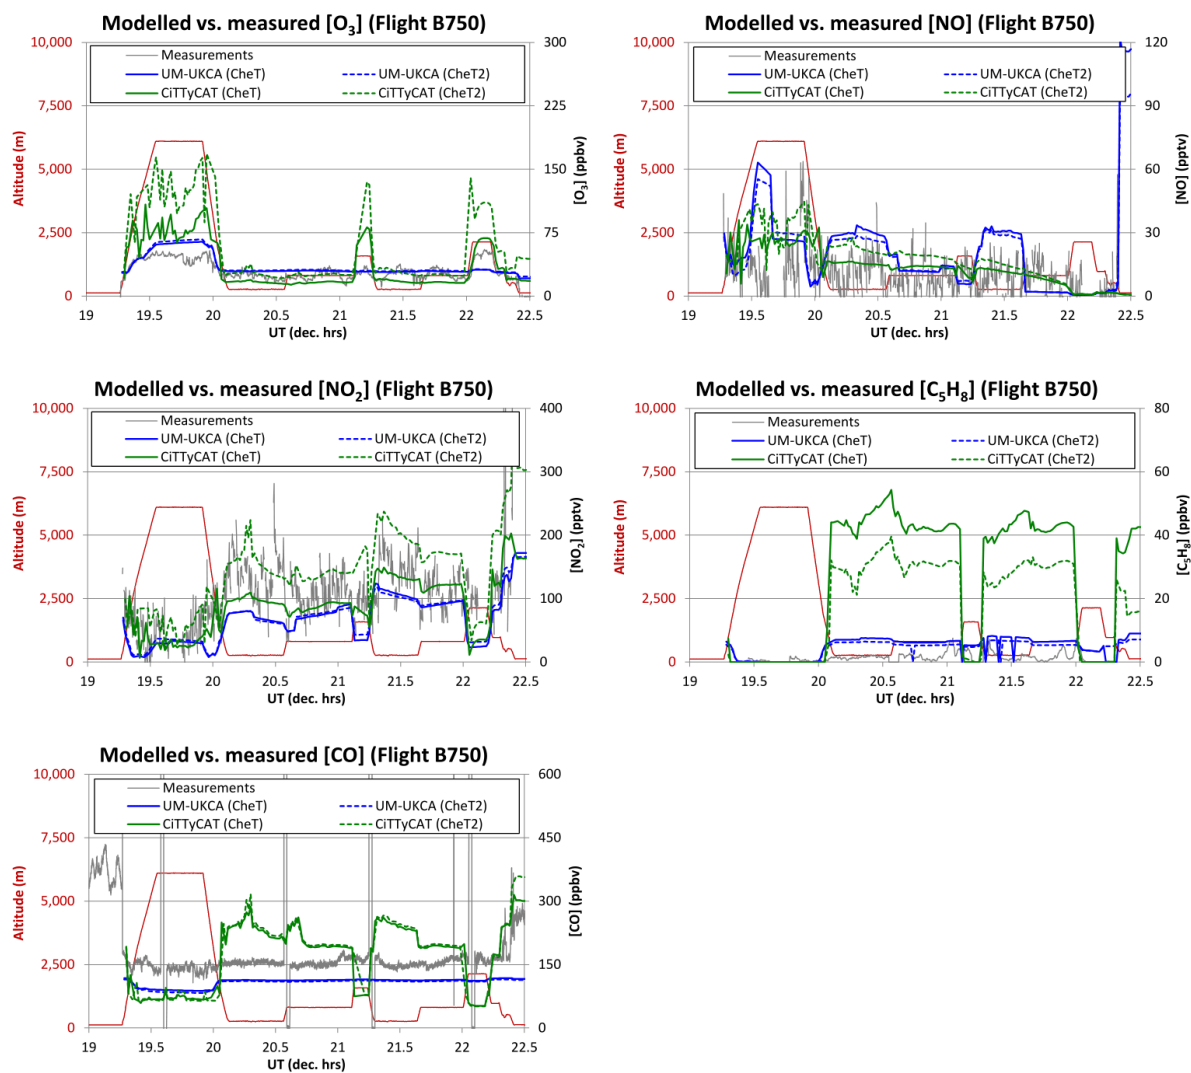 Modelled vs. measured [O3] (Flight B750)
10,000
7,500
5,000
2,500
0
Altitude (m)
300
225
150
75
0
[O3] (ppbv)
Measurements
UM-UKCA (CheT)
UM-UKCA (CheT2)
CiTTyCAT (CheT)
CiTTyCAT (CheT2)
19
19.5
20
20.5
21
21.5
22
22.5
UT (dec. hrs)
Modelled vs. measured [NO] (Flight B750)
10,000
7,500
5,000
2,500
0
Altitude (m)
120
90
60
30
0
[NO] (pptv)
Measurements
UM-UKCA (CheT)
UM-UKCA (CheT2)
CiTTyCAT (CheT)
CiTTyCAT (CheT2)
19
19.5
20
20.5
21
21.5
22
22.5
UT (dec. hrs)
Modelled vs. measured [NO2] (Flight B750)
10,000
7,500
5,000
2,500
0
Altitude (m)
400
300
200
100
0
[NO2] (pptv)
Measurements
UM-UKCA (CheT)
UM-UKCA (CheT2)
CiTTyCAT (CheT)
CiTTyCAT (CheT2)
19
19.5
20
20.5
21
21.5
22
22.5
UT (dec. hrs)
Modelled vs. measured [C5H8] (Flight B750)
10,000
7,500
5,000
2,500
0
Altitude (m)
80
60
40
20
0
[C5H8] (ppbv)
Measurements
UM-UKCA (CheT)
UM-UKCA (CheT2)
CiTTyCAT (CheT)
CiTTyCAT (CheT2)
19
19.5
20
20.5
21
21.5
22
22.5
UT (dec. hrs)
Modelled vs. measured [CO] (Flight B750)
10,000
7,500
5,000
2,500
0
Altitude (m)
600
450
300
150
0
[CO] (ppbv)
Measurements
UM-UKCA (CheT)
UM-UKCA (CheT2)
CiTTyCAT (CheT)
CiTTyCAT (CheT2)
19
19.5
20
20.5
21
21.5
22
22.5
UT (dec. hrs)